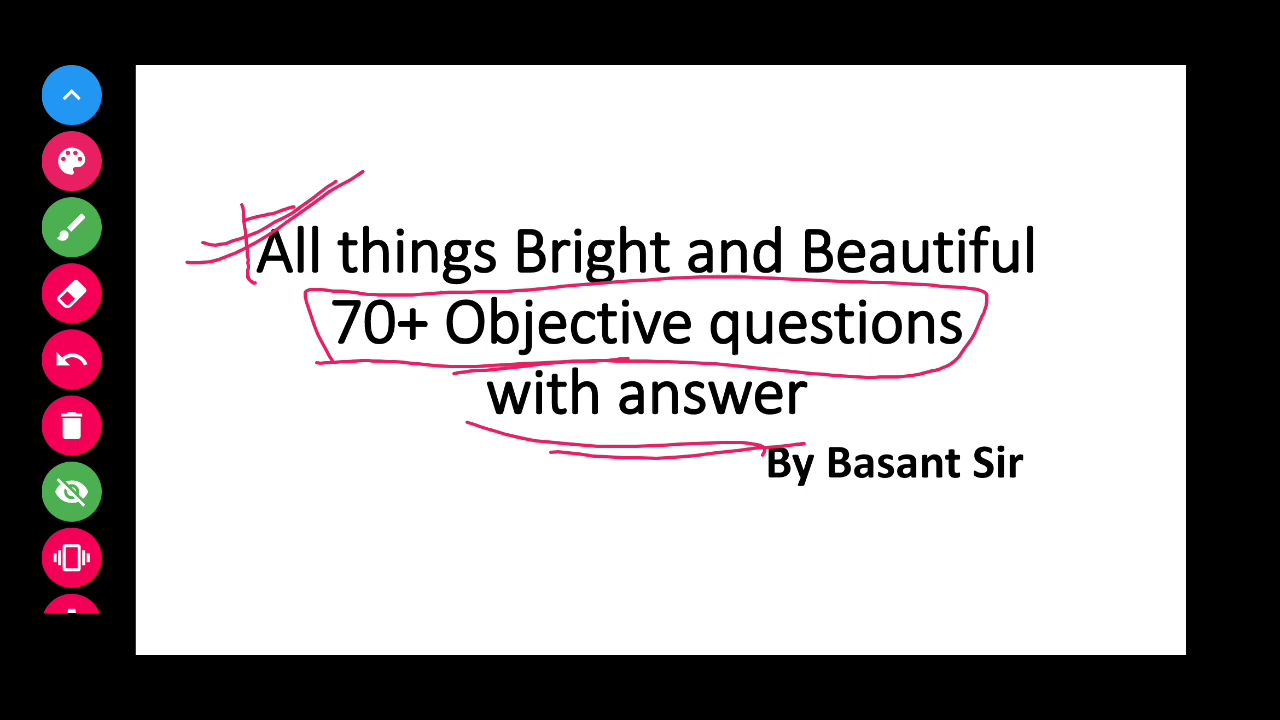 All things Bright and Beautiful
70+ Objective questions
with answer
By Basant Sir